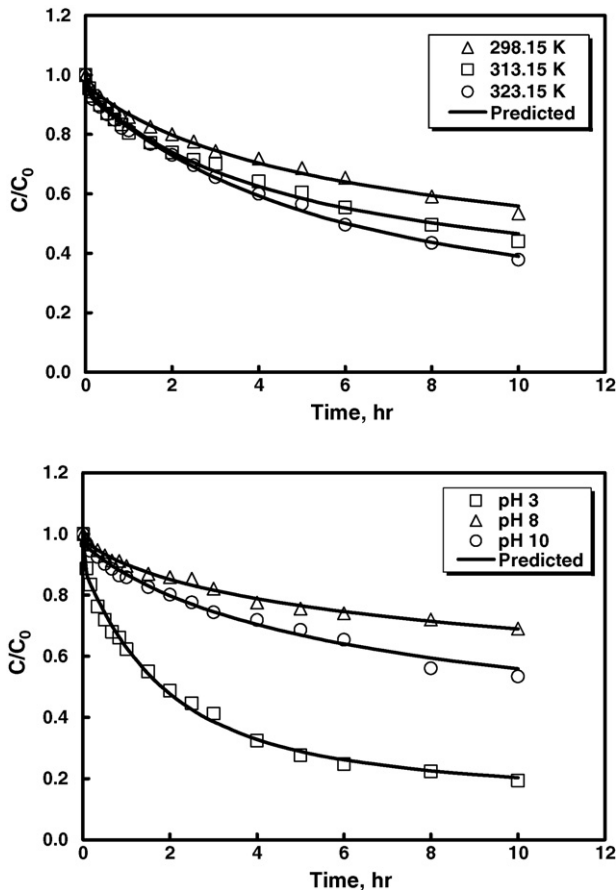 1.2
1.0
0.8
0.6
0.4
0.2
0.0
C/C0
298.15 K
313.15 K
323.15 K
Predicted
0 2 4 6 8 10 12
Time, hr
1.2
1.0
0.8
0.6
0.4
0.2
0.0
C/C0
pH 3
pH 8
pH 10
Predicted
0 2 4 6 8 10 12
Time, hr